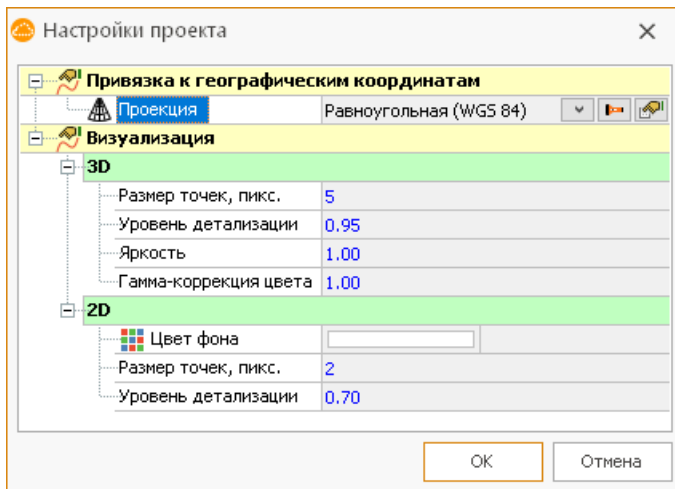 Настройки проекта
Привязка к географическим координатам
Проекция Равноугольная (WGS 84)
Визуализация
3D
Размер точек, пикс. 5
Уровень детализации 0.95
Яркость 1.00
Гамма-коррекция цвета 1.00
2D
Цвет фона
Размер точек, пикс. 2
Уровень детализации 0.70
ОК Отмена